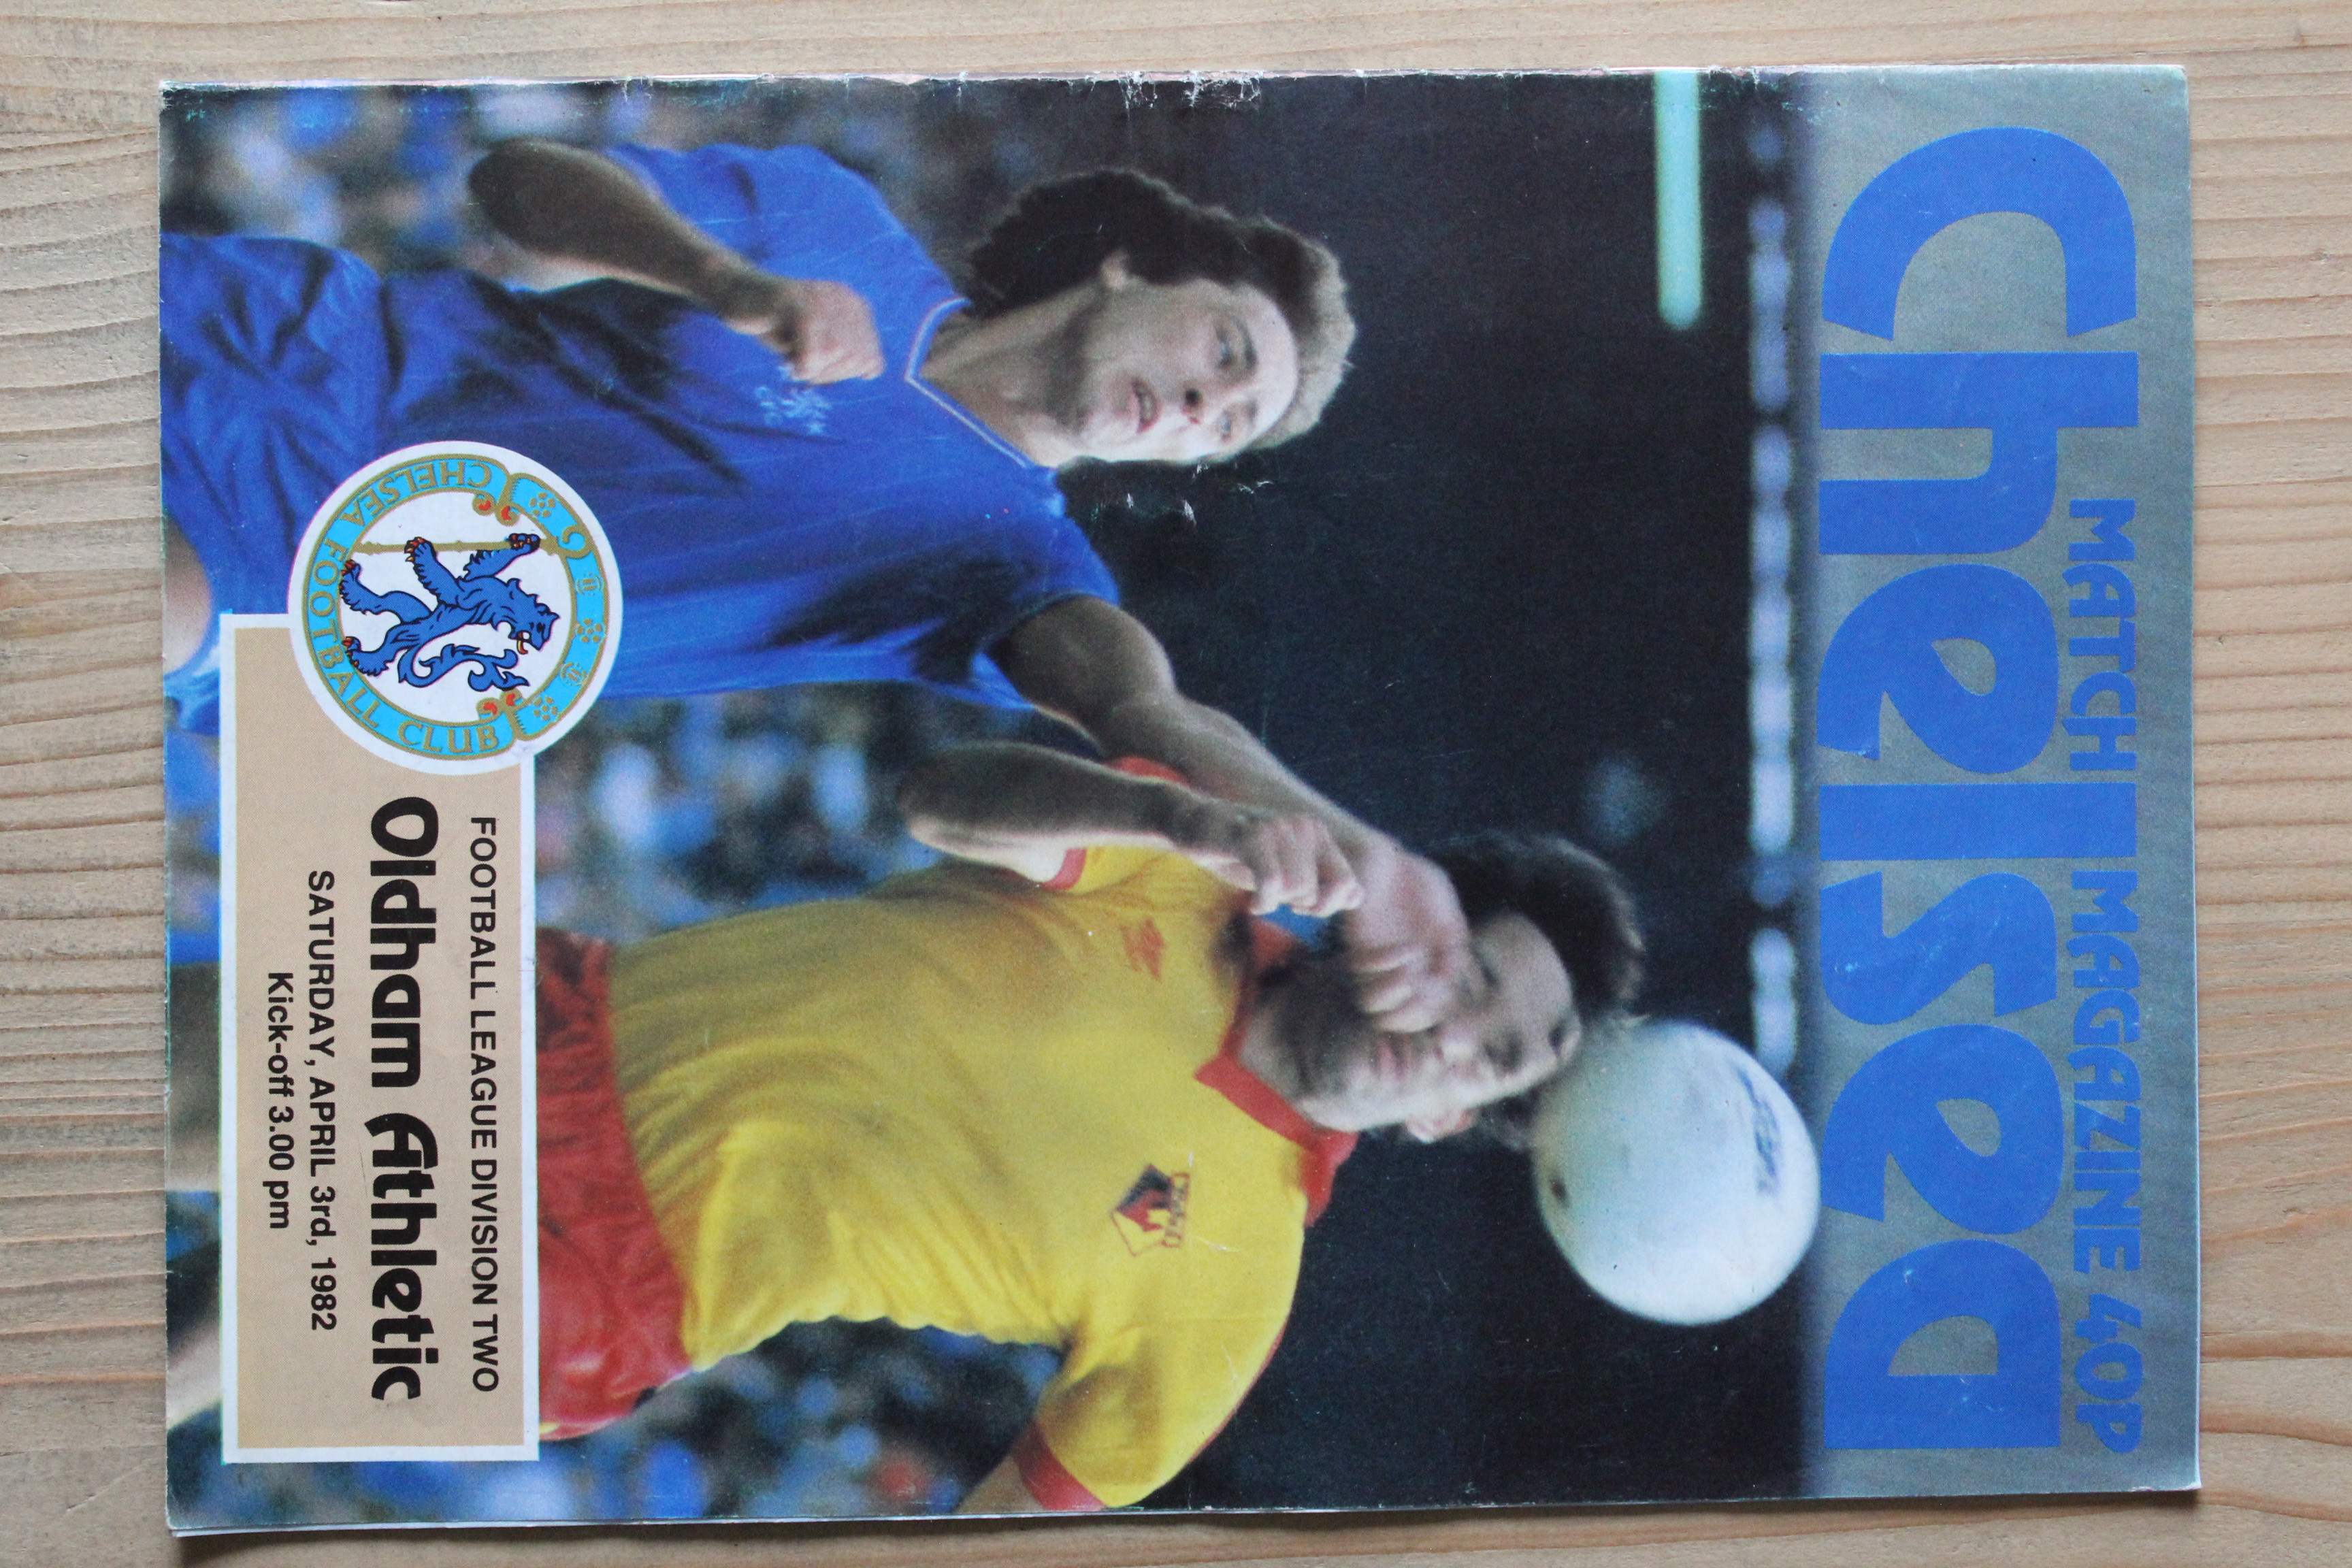 MATCH MAGAZINE 40P
Chelsea
CFC
CHELSEA FOOTBALL CLUB
FOOTBALL LEAGUE DIVISION TWO
Oldham Athletic
SATURDAY, APRIL 3rd, 1982
Kick-off 3.00 pm